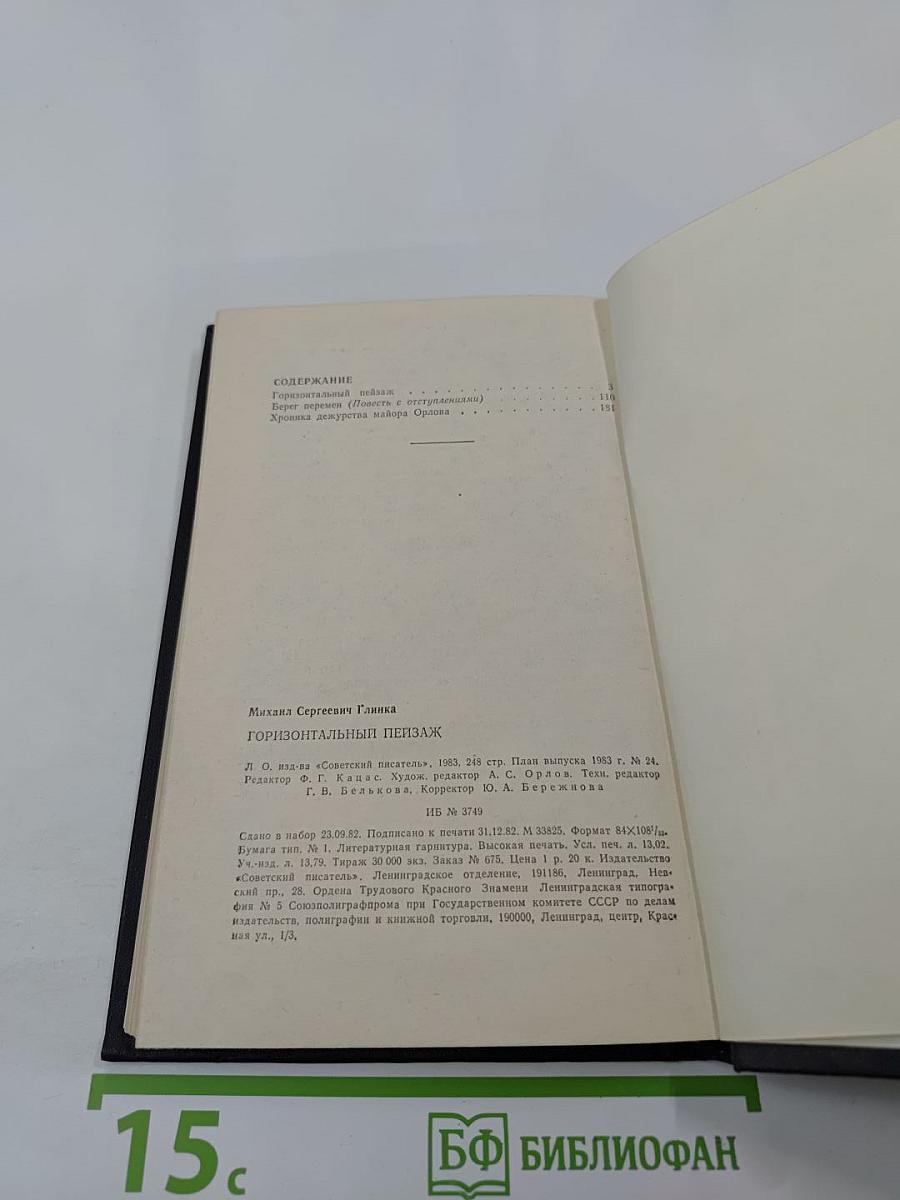 СОДЕРЖАНИЕ
Горизонтальный пейзаж . . . . . . . . . . . . . . . 3
Берег перемен (Повесть с отступлениями) . . . . . . . . 110
Хроника дежурства майора Орлова . . . . . . . . . . . 181
Михаил Сергеевич Глинка
ГОРИЗОНТАЛЬНЫЙ ПЕЙЗАЖ
Л О. изд-ва «Советский писатель», 1983, 248 стр. План выпуска 1983 г. № 24.
Редактор Ф. Г. Кацас. Худож. редактор А. С. Орлов. Техн. редактор
Г. В. Белькова. Корректор Ю. А. Бережнова
ИБ № 3749
Сдано в набор 23.09.82. Подписано к печати 31.12.82. М 33825. Формат 84×108¹/₃₂.
Бумага тип. № 1. Литературная гарнитура. Высокая печать. Усл. печ. л. 13,02.
Уч.-изд. л. 13,79. Тираж 30 000 экз. Заказ № 675. Цена 1 р. 20 к. Издательство
«Советский писатель». Ленинградское отделение, 191186, Ленинград, Нев-
ский пр., 28. Ордена Трудового Красного Знамени Ленинградская типогра-
фия № 5 Союзполиграфпрома при Государственном комитете СССР по делам
издательств, полиграфии и книжной торговли. 190000, Ленинград, центр, Крас-
ная ул., 1/3.
15 с
БФ БИБЛИОФАН